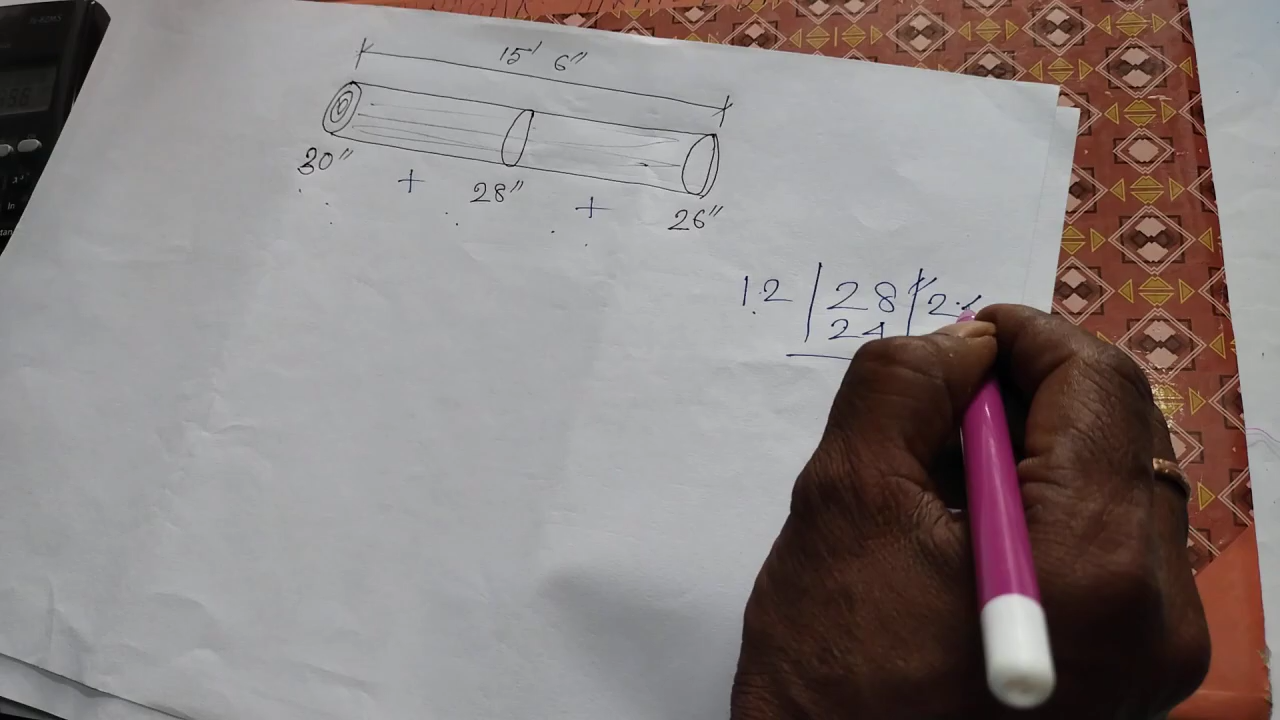 15' 6"
30" + 28" + 26"
12 | 28 | 2.
24